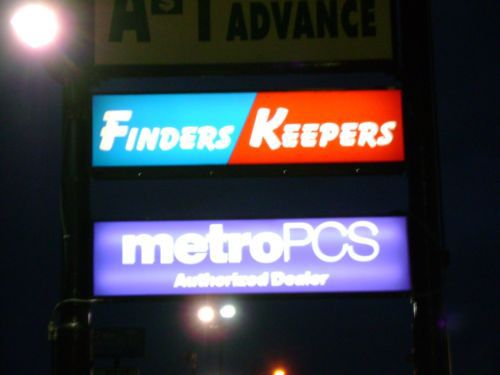 ADVANCE
FINDERS KEEPERS
metroPCS
Authorized Dealer